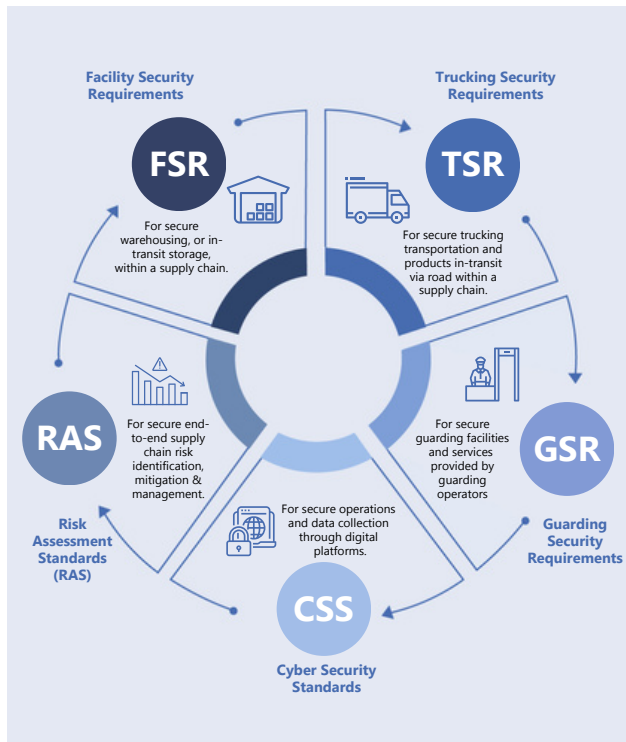 Facility Security
Requirements
FSR
For secure
warehousing, or in-
transit storage,
within a supply chain.
Trucking Security
Requirements
TSR
For secure trucking
transportation and
products in-transit
via road within a
supply chain.
RAS
For secure end-
to-end supply
chain risk
identification,
mitigation &
management.
Risk
Assessment
Standards
(RAS)
For secure
guarding facilities
and services
provided by
guarding
operators
GSR
Guarding
Security
Requirements
For secure operations
and data collection
through digital
platforms.
CSS
Cyber Security
Standards